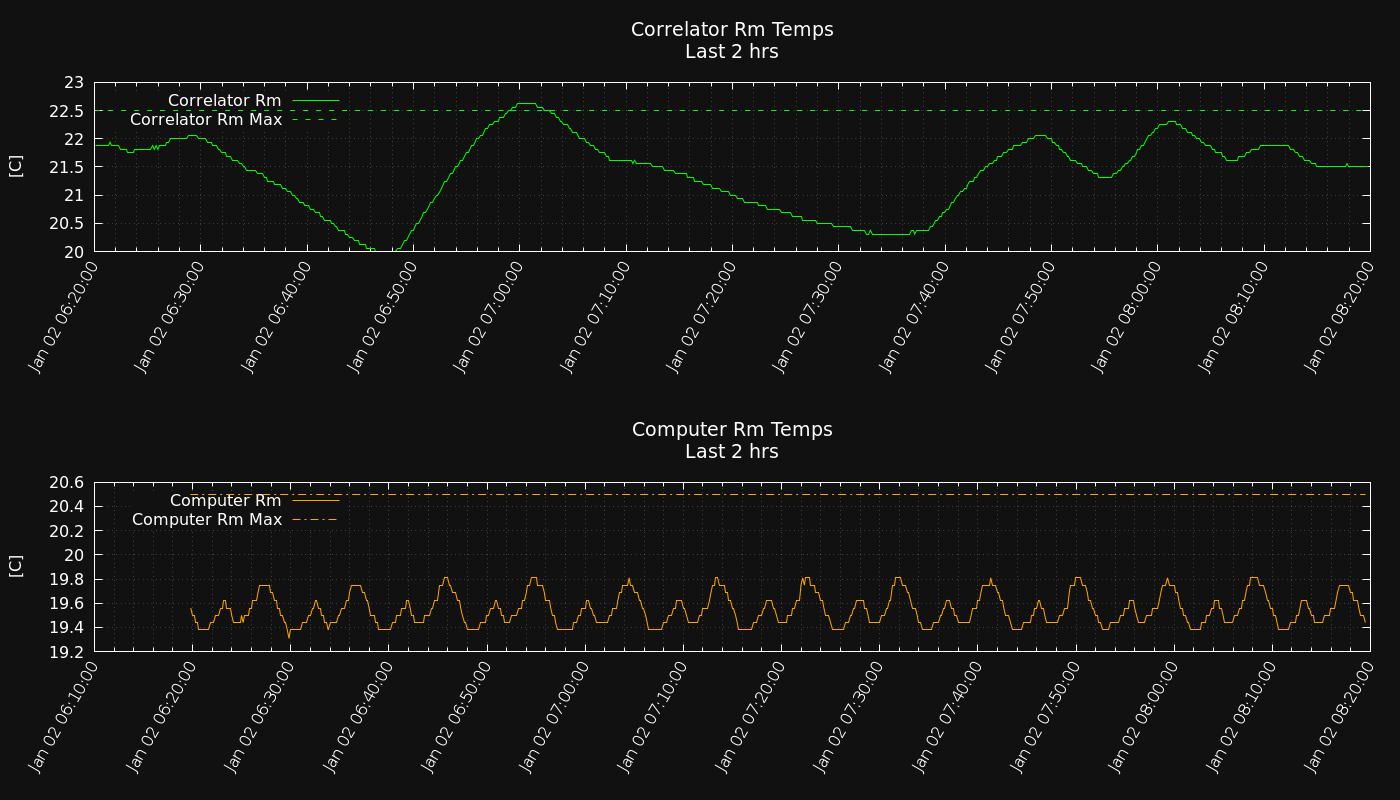 Correlator Rm Temps
Last 2 hrs
23
22.5
22
21.5
21
20.5
20
[C]
Correlator Rm
Correlator Rm Max
Jan 02 06:20:00
Jan 02 06:30:00
Jan 02 06:40:00
Jan 02 06:50:00
Jan 02 07:00:00
Jan 02 07:10:00
Jan 02 07:20:00
Jan 02 07:30:00
Jan 02 07:40:00
Jan 02 07:50:00
Jan 02 08:00:00
Jan 02 08:10:00
Jan 02 08:20:00
Computer Rm Temps
Last 2 hrs
20.6
20.4
20.2
20
19.8
19.6
19.4
19.2
[C]
Computer Rm
Computer Rm Max
Jan 02 06:10:00
Jan 02 06:20:00
Jan 02 06:30:00
Jan 02 06:40:00
Jan 02 06:50:00
Jan 02 07:00:00
Jan 02 07:10:00
Jan 02 07:20:00
Jan 02 07:30:00
Jan 02 07:40:00
Jan 02 07:50:00
Jan 02 08:00:00
Jan 02 08:10:00
Jan 02 08:20:00